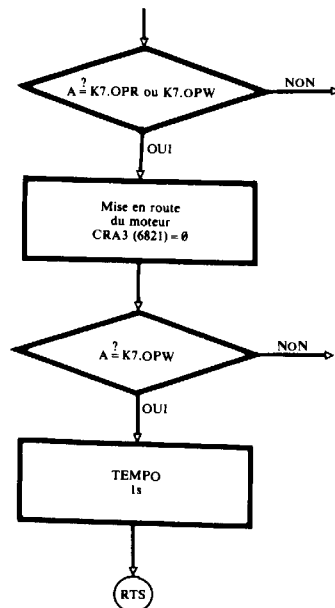 A ≟ K7.OPR ou K7.OPW
NON
OUI
Mise en route
du moteur
CRA3 (6821) = 0
A ≟ K7.OPW
NON
OUI
TEMPO
1s
RTS